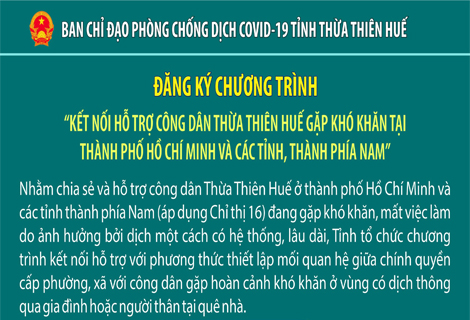 BAN CHỈ ĐẠO PHÒNG CHỐNG DỊCH COVID-19 TỈNH THỪA THIÊN HUẾ
ĐĂNG KÝ CHƯƠNG TRÌNH
“KẾT NỐI HỖ TRỢ CÔNG DÂN THỪA THIÊN HUẾ GẶP KHÓ KHĂN TẠI
THÀNH PHỐ HỒ CHÍ MINH VÀ CÁC TỈNH, THÀNH PHÍA NAM”
Nhằm chia sẻ và hỗ trợ công dân Thừa Thiên Huế ở thành phố Hồ Chí Minh và
các tỉnh thành phía Nam (áp dụng Chỉ thị 16) đang gặp khó khăn, mất việc làm
do ảnh hưởng bởi dịch một cách có hệ thống, lâu dài, Tỉnh tổ chức chương
trình kết nối hỗ trợ với phương thức thiết lập mối quan hệ giữa chính quyền
cấp phường, xã với công dân gặp hoàn cảnh khó khăn ở vùng có dịch thông
qua gia đình hoặc người thân tại quê nhà.